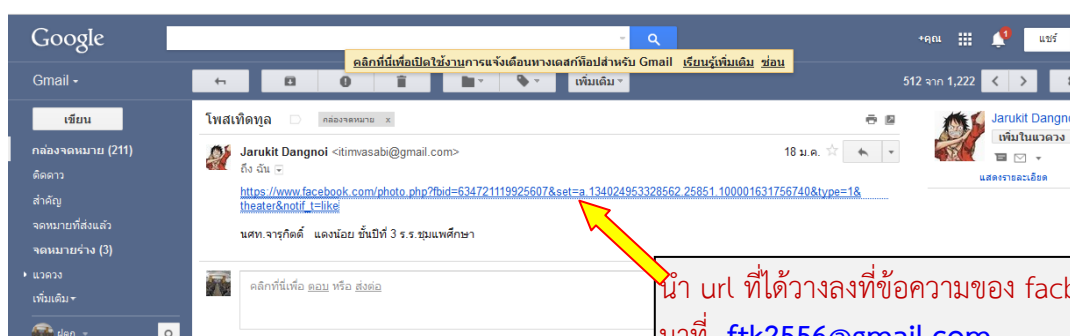 Google
+คุณ
แชร์
คลิกที่นี่เพื่อเปิดใช้งานการแจ้งเตือนทางเดสก์ท็อปสำหรับ Gmail เรียนรู้เพิ่มเติม ซ่อน
Gmail
เพิ่มเติม
512 จาก 1,222
เขียน
โพสเทิดทูล
กล่องจดหมาย x
กล่องจดหมาย (211)
Jarukit Dangnoi <itimvasabi@gmail.com>
18 ม.ค.
ถึง ฉัน
Jarukit Dangno
เพิ่มในแวดวง
แสดงรายละเอียด
ติดดาว
https://www.facebook.com/photo.php?fbid=634721119925607&set=a.134024953328562.25851.100001631756740&type=1&
theater&notif_t=like
สำคัญ
จดหมายที่ส่งแล้ว
นศท.จารุกิตติ์ แดงน้อย ชั้นปีที่ 3 ร.ร.ชุมแพศึกษา
จดหมายร่าง (3)
แวดวง
เพิ่มเติม
คลิกที่นี่เพื่อ ตอบ หรือ ส่งต่อ
นำ url ที่ได้วางลงที่ข้อความของ facb
มาที่ ftk2556@gmail.com